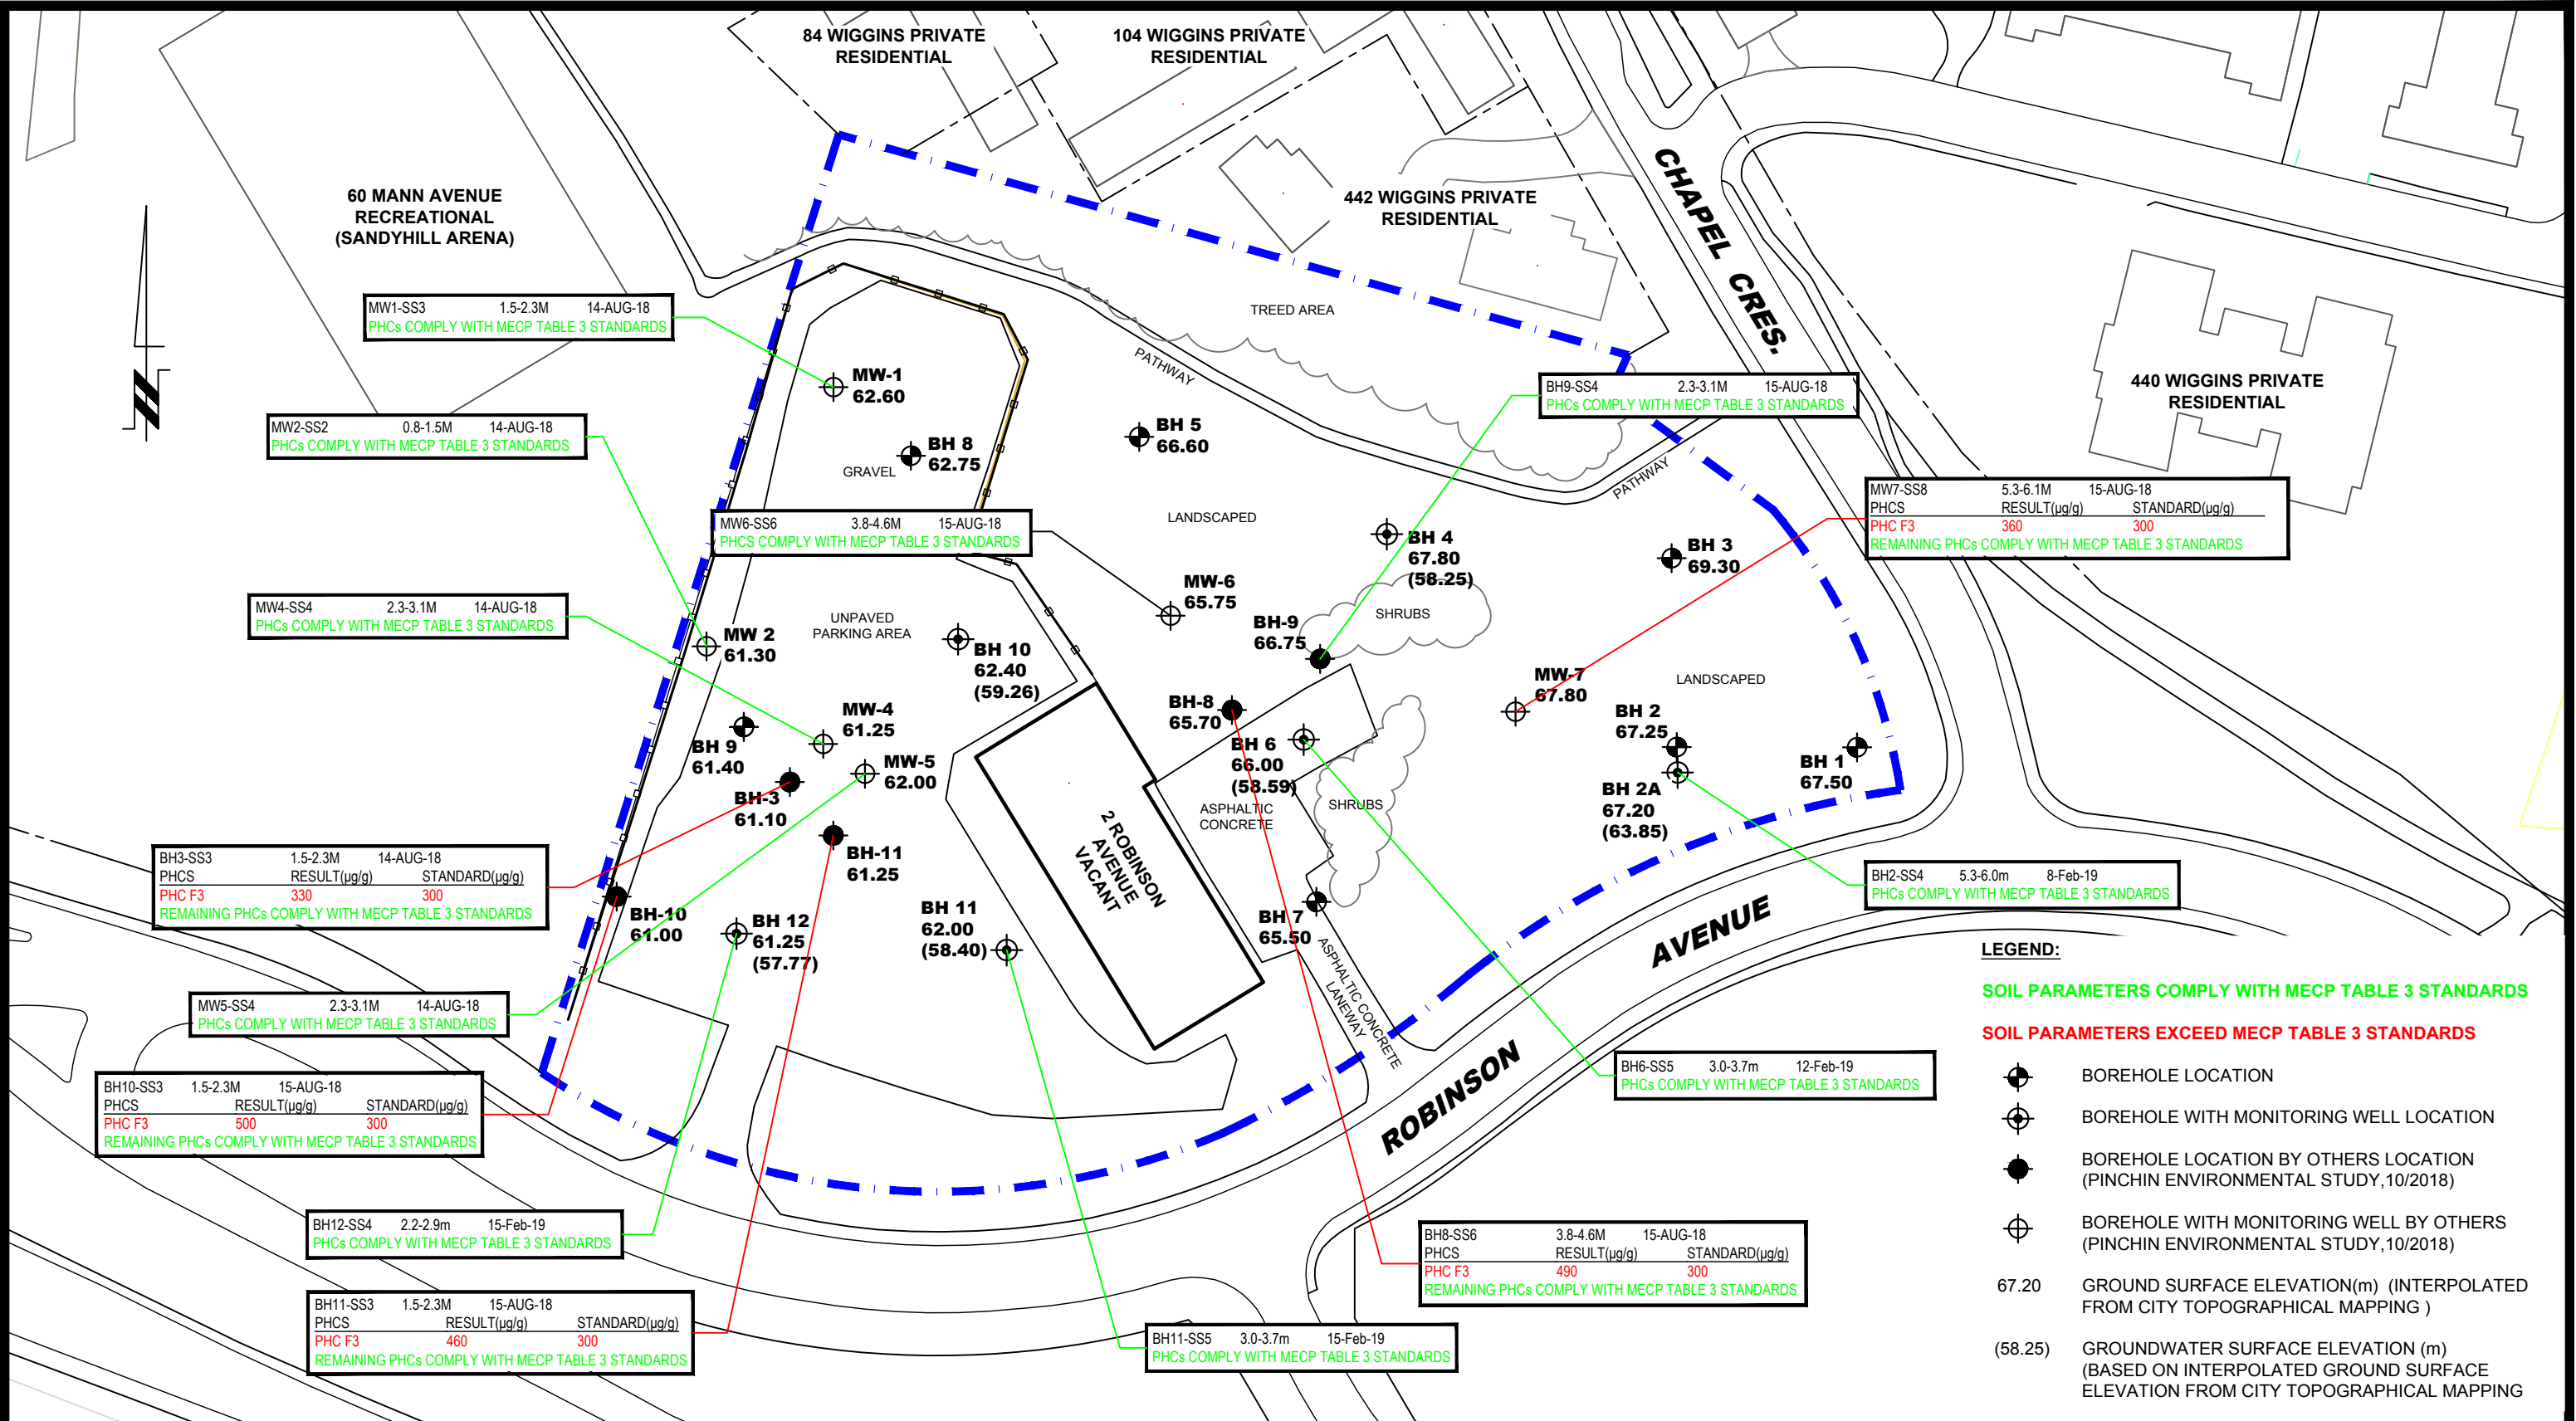 84 WIGGINS PRIVATE
RESIDENTIAL
104 WIGGINS PRIVATE
RESIDENTIAL
60 MANN AVENUE
RECREATIONAL
(SANDYHILL ARENA)
442 WIGGINS PRIVATE
RESIDENTIAL
CHAPEL CRES.
440 WIGGINS PRIVATE
RESIDENTIAL
TREED AREA
PATHWAY
PATHWAY
MW1-SS3 1.5-2.3M 14-AUG-18
PHCs COMPLY WITH MECP TABLE 3 STANDARDS
MW-1
62.60
BH 8
62.75
GRAVEL
BH 5
66.60
BH9-SS4 2.3-3.1M 15-AUG-18
PHCs COMPLY WITH MECP TABLE 3 STANDARDS
MW2-SS2 0.8-1.5M 14-AUG-18
PHCs COMPLY WITH MECP TABLE 3 STANDARDS
MW7-SS8 5.3-6.1M 15-AUG-18
PHCS RESULT(µg/g) STANDARD(µg/g)
PHC F3 360 300
REMAINING PHCs COMPLY WITH MECP TABLE 3 STANDARDS
MW6-SS6 3.8-4.6M 15-AUG-18
PHCS COMPLY WITH MECP TABLE 3 STANDARDS
LANDSCAPED
BH 4
67.80
(58.25)
BH 3
69.30
MW-6
65.75
SHRUBS
MW4-SS4 2.3-3.1M 14-AUG-18
PHCs COMPLY WITH MECP TABLE 3 STANDARDS
UNPAVED
PARKING AREA
MW 2
61.30
BH 10
62.40
(59.26)
BH-9
66.75
MW-7
67.80
LANDSCAPED
BH-8
65.70
MW-4
61.25
BH 9
61.40
MW-5
62.00
BH 6
66.00
(58.59)
BH 2
67.25
BH 1
67.50
BH 2A
67.20
(63.85)
BH-3
61.10
SHRUBS
ASPHALTIC
CONCRETE
2 ROBINSON
AVENUE
VACANT
BH-11
61.25
BH3-SS3 1.5-2.3M 14-AUG-18
PHCS RESULT(µg/g) STANDARD(µg/g)
PHC F3 330 300
REMAINING PHCs COMPLY WITH MECP TABLE 3 STANDARDS
BH-10
61.00
BH 12
61.25
(57.77)
BH 11
62.00
(58.40)
BH 7
65.50
ASPHALTIC CONCRETE
LANEWAY
BH2-SS4 5.3-6.0m 8-Feb-19
PHCs COMPLY WITH MECP TABLE 3 STANDARDS
ROBINSON AVENUE
MW5-SS4 2.3-3.1M 14-AUG-18
PHCs COMPLY WITH MECP TABLE 3 STANDARDS
BH10-SS3 1.5-2.3M 15-AUG-18
PHCS RESULT(µg/g) STANDARD(µg/g)
PHC F3 500 300
REMAINING PHCs COMPLY WITH MECP TABLE 3 STANDARDS
BH6-SS5 3.0-3.7m 12-Feb-19
PHCs COMPLY WITH MECP TABLE 3 STANDARDS
BH12-SS4 2.2-2.9m 15-Feb-19
PHCs COMPLY WITH MECP TABLE 3 STANDARDS
BH8-SS6 3.8-4.6M 15-AUG-18
PHCS RESULT(µg/g) STANDARD(µg/g)
PHC F3 490 300
REMAINING PHCs COMPLY WITH MECP TABLE 3 STANDARDS
BH11-SS3 1.5-2.3M 15-AUG-18
PHCS RESULT(µg/g) STANDARD(µg/g)
PHC F3 460 300
REMAINING PHCs COMPLY WITH MECP TABLE 3 STANDARDS
BH11-SS5 3.0-3.7m 15-Feb-19
PHCs COMPLY WITH MECP TABLE 3 STANDARDS
LEGEND:
SOIL PARAMETERS COMPLY WITH MECP TABLE 3 STANDARDS
SOIL PARAMETERS EXCEED MECP TABLE 3 STANDARDS
BOREHOLE LOCATION
BOREHOLE WITH MONITORING WELL LOCATION
BOREHOLE LOCATION BY OTHERS LOCATION
(PINCHIN ENVIRONMENTAL STUDY,10/2018)
BOREHOLE WITH MONITORING WELL BY OTHERS
(PINCHIN ENVIRONMENTAL STUDY,10/2018)
67.20 GROUND SURFACE ELEVATION(m) (INTERPOLATED
FROM CITY TOPOGRAPHICAL MAPPING )
(58.25) GROUNDWATER SURFACE ELEVATION (m)
(BASED ON INTERPOLATED GROUND SURFACE
ELEVATION FROM CITY TOPOGRAPHICAL MAPPING